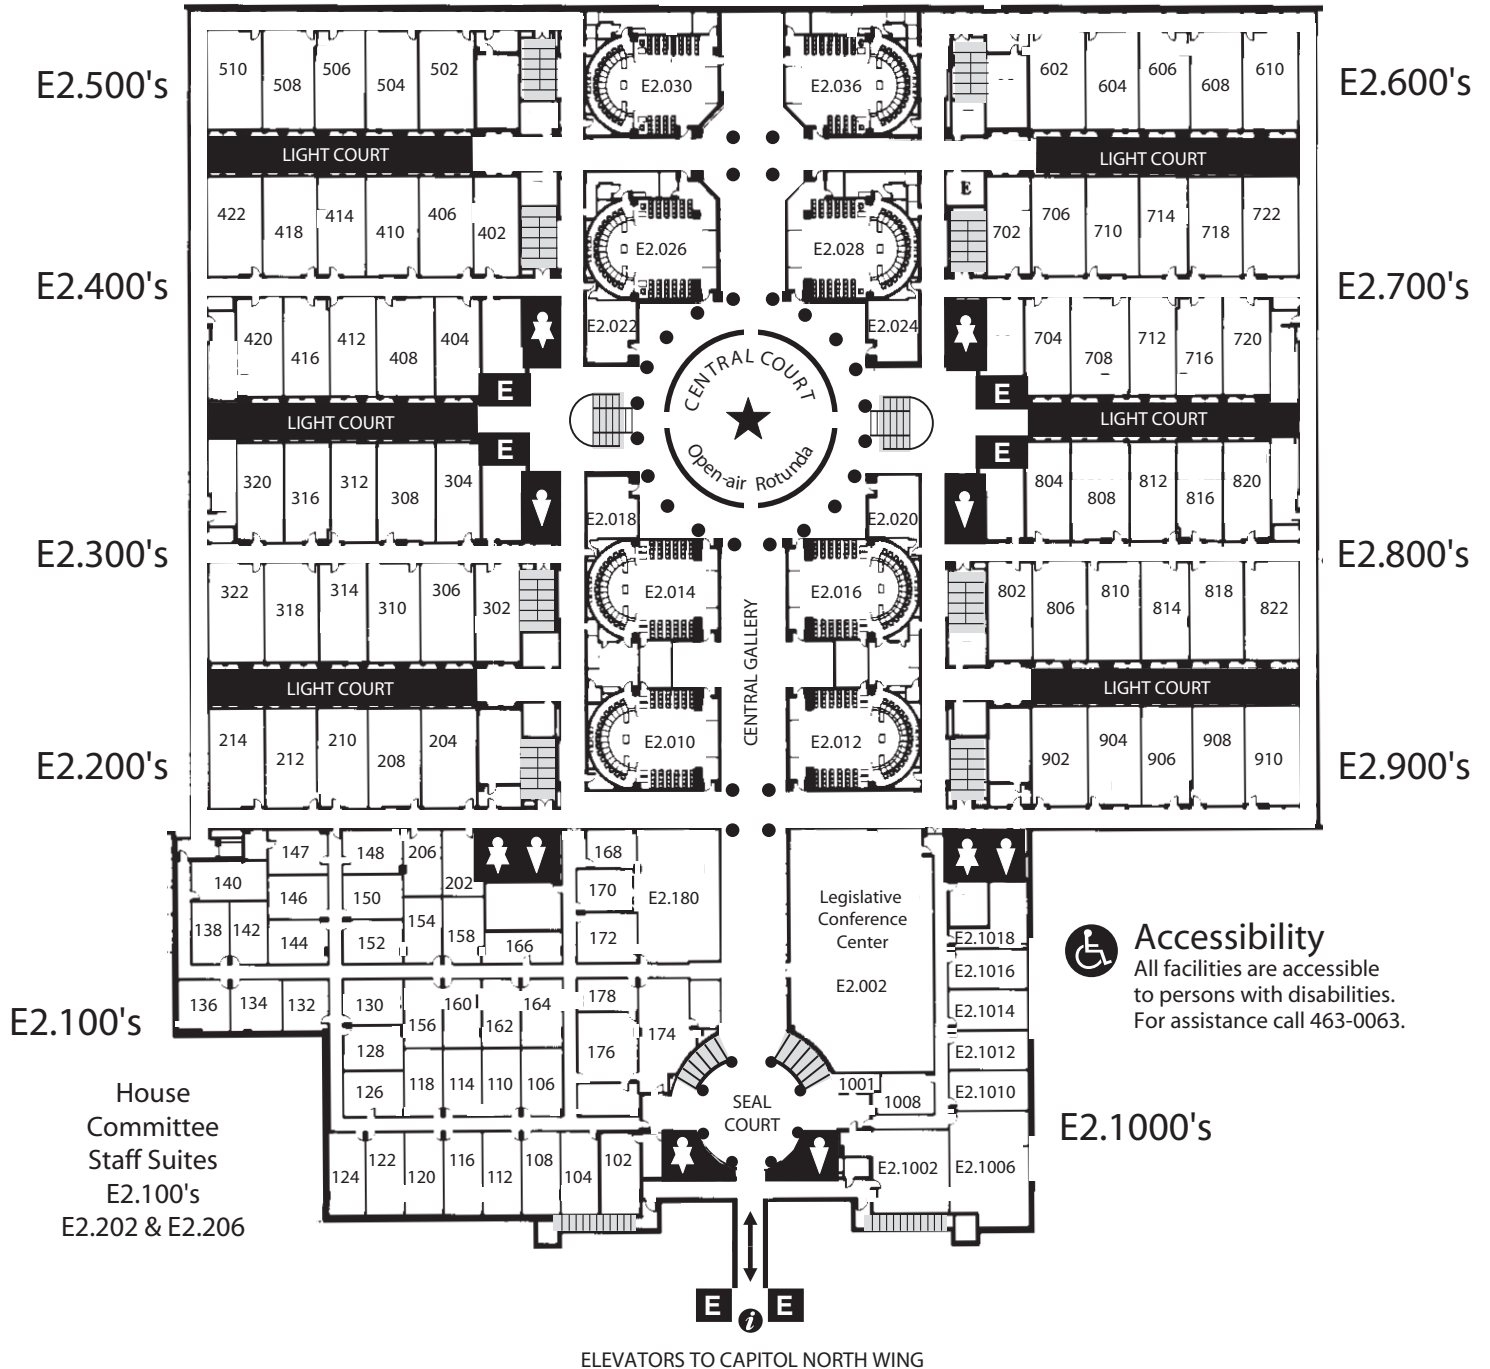 E2.500's
510
508
506
504
502
E2.030
E2.036
602
604
606
608
610
E2.600's
LIGHT COURT
LIGHT COURT
422
418
414
410
406
402
E2.026
E2.028
E
702
706
710
714
718
722
E2.400's
E2.700's
420
416
412
408
404
E2.022
E2.024
704
708
712
716
720
E
E
LIGHT COURT
CENTRAL COURT
Open-air Rotunda
LIGHT COURT
E
E
320
316
312
308
304
E2.018
E2.020
804
808
812
816
820
E2.300's
E2.800's
322
318
314
310
306
302
E2.014
E2.016
802
806
810
814
818
822
CENTRAL GALLERY
LIGHT COURT
LIGHT COURT
214
212
210
208
204
E2.010
E2.012
902
904
906
908
910
E2.200's
E2.900's
147
148
206
202
168
140
146
150
170
E2.180
Legislative
Conference
Center
E2.002
138
142
144
152
154
158
166
172
E2.1018
E2.1016
E2.1014
E2.1012
E2.1010
Accessibility
All facilities are accessible
to persons with disabilities.
For assistance call 463-0063.
E2.100's
136
134
132
130
156
160
162
164
178
174
176
128
126
118
114
110
106
1001
1008
SEAL
COURT
E2.1000's
House
Committee
Staff Suites
E2.100's
E2.202 & E2.206
124
122
120
116
112
108
104
102
E2.1002
E2.1006
E
i
E
ELEVATORS TO CAPITOL NORTH WING